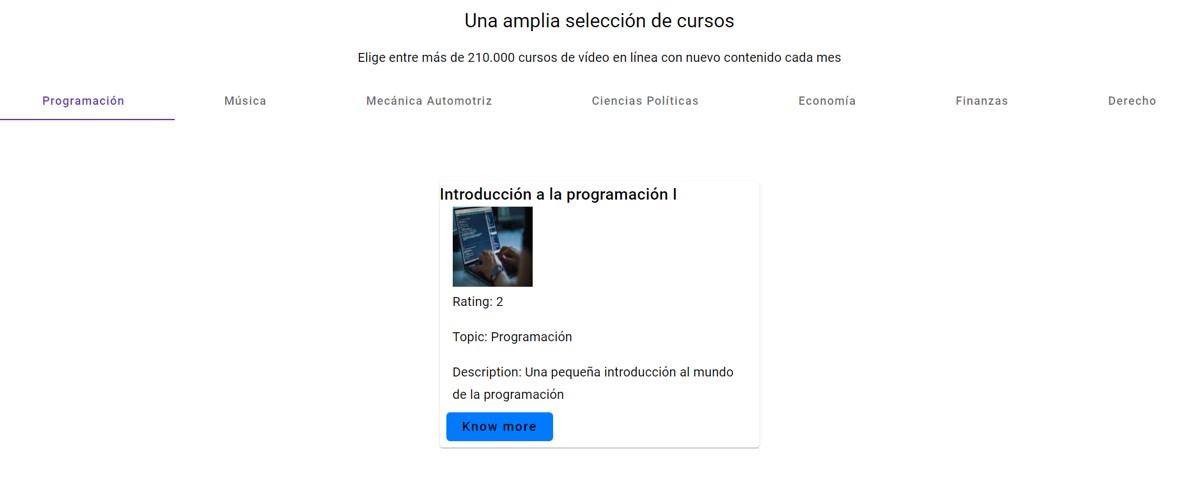 Una amplia selección de cursos
Elige entre más de 210.000 cursos de vídeo en línea con nuevo contenido cada mes
Programación Música Mecánica Automotriz Ciencias Políticas Economía Finanzas Derecho
Introducción a la programación I
Rating: 2
Topic: Programación
Description: Una pequeña introducción al mundo
de la programación
Know more